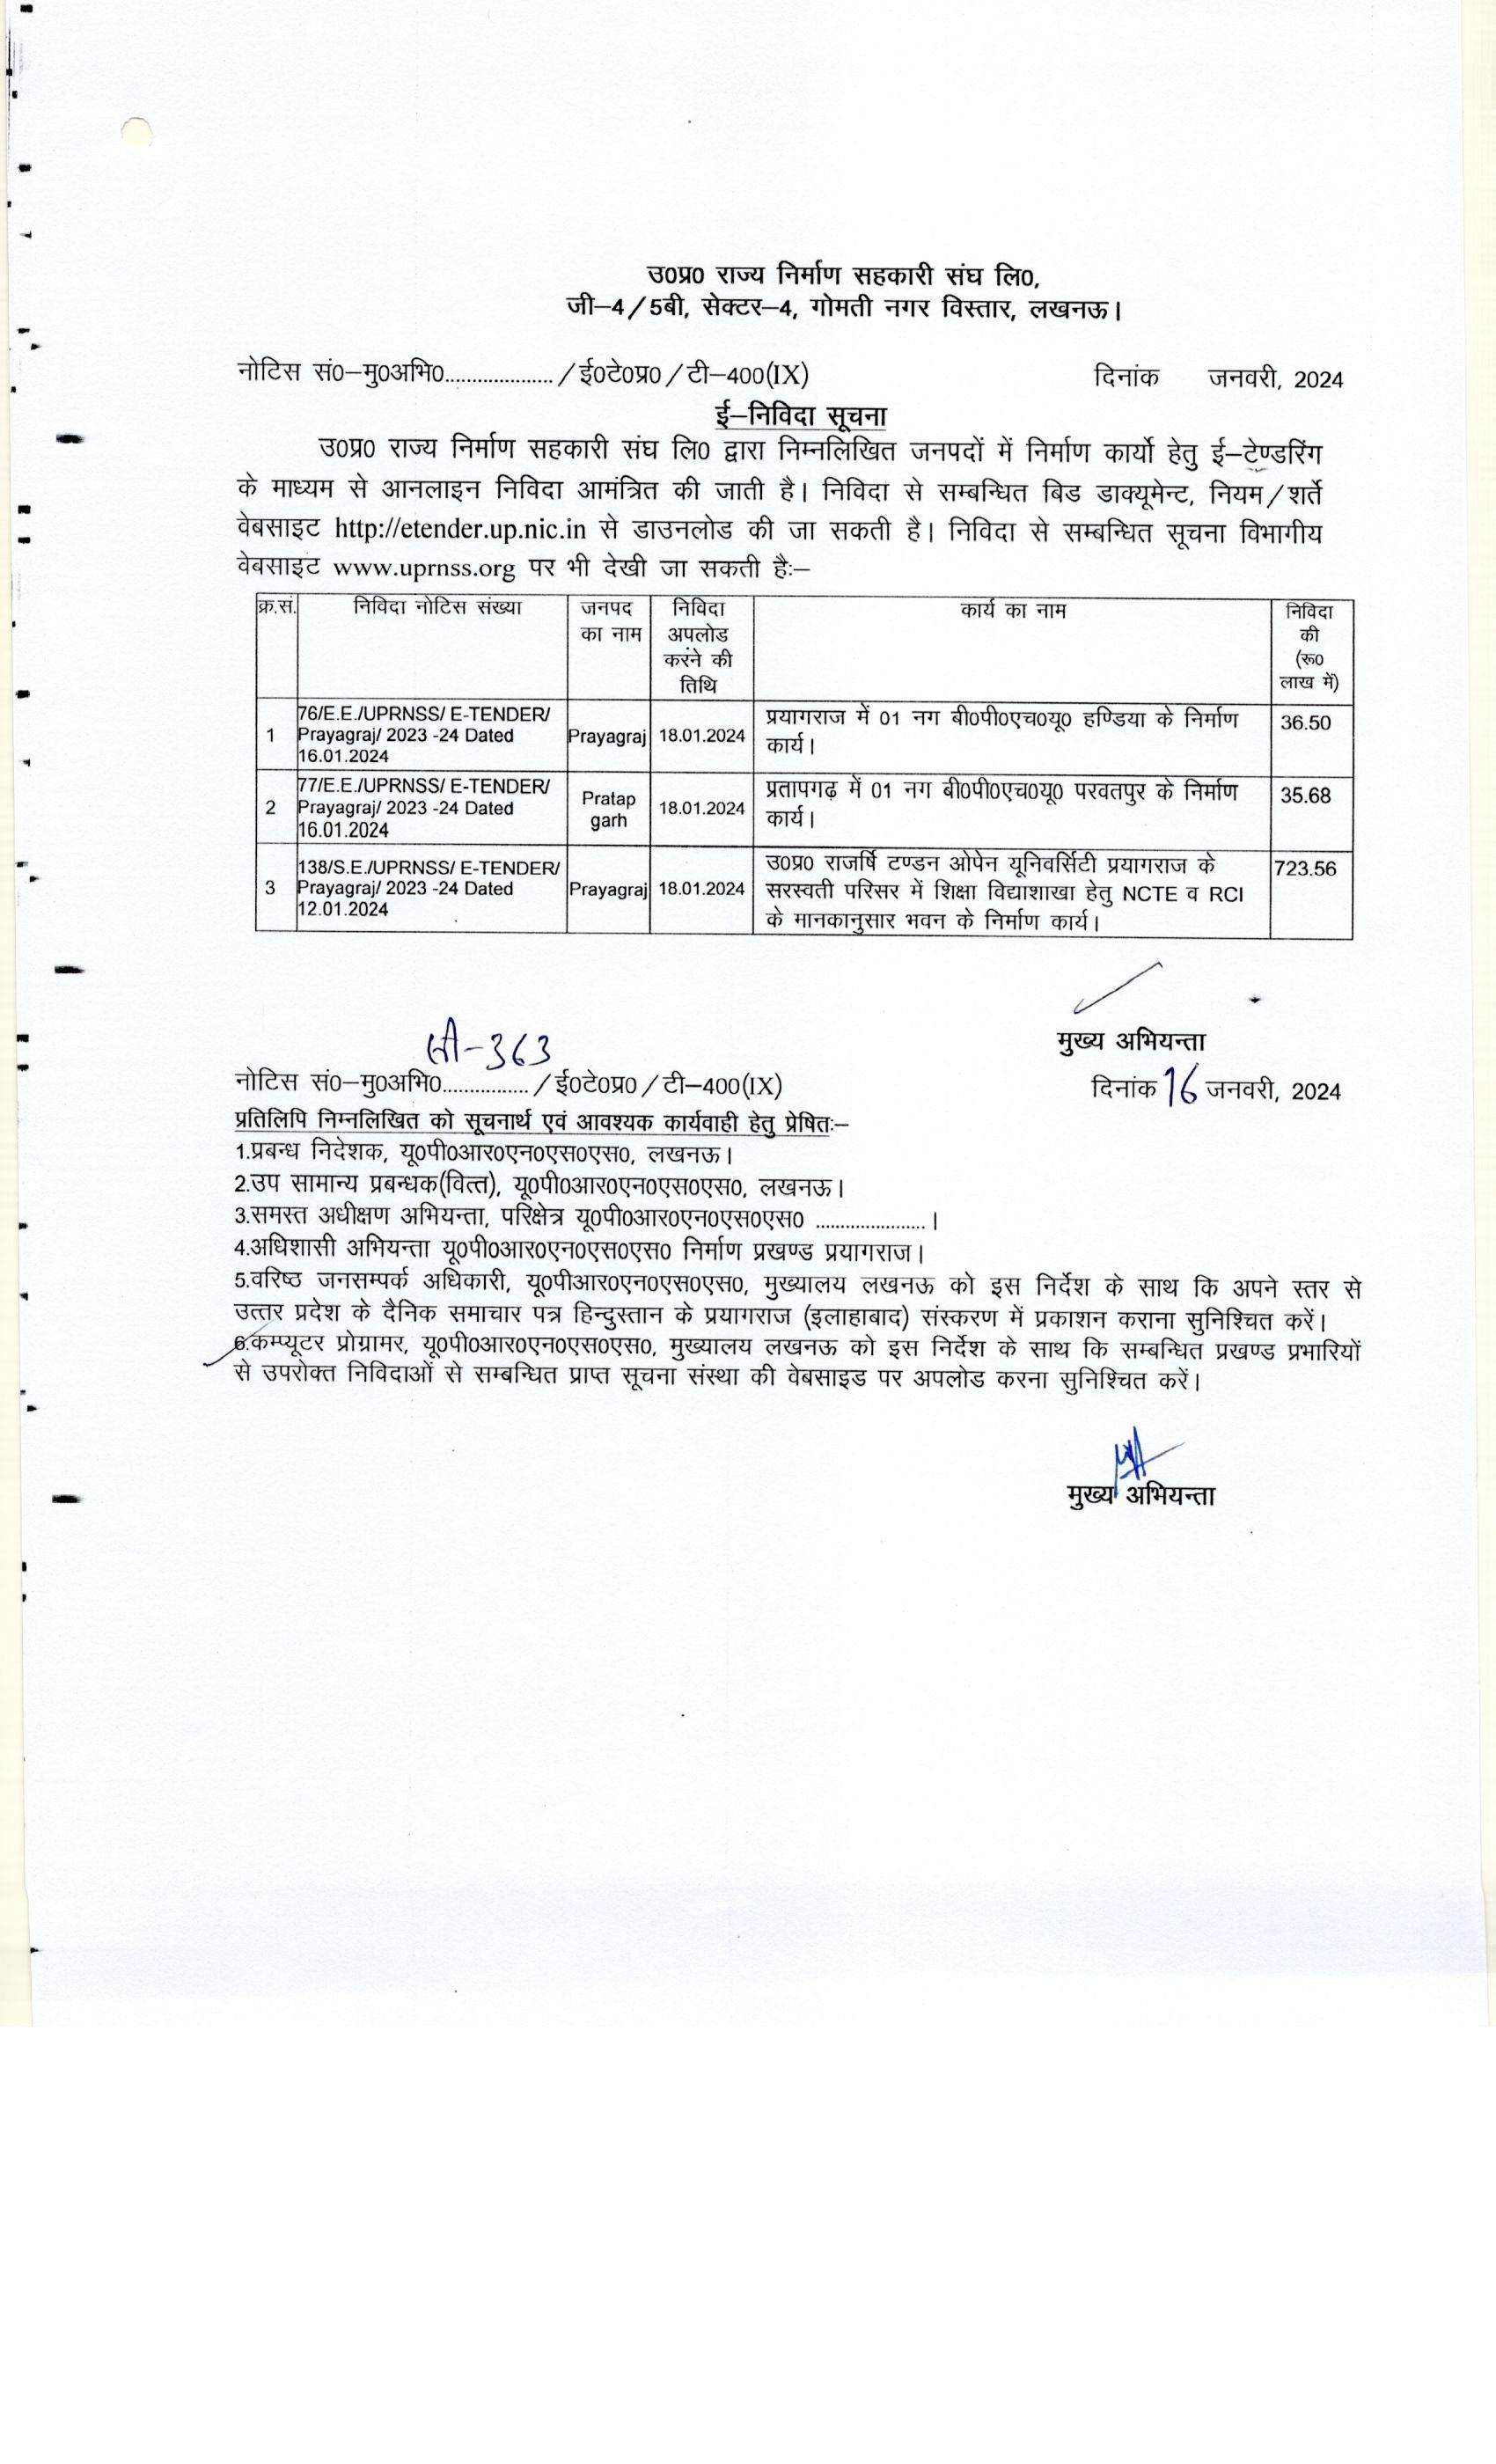 उ0प्र0 राज्य निर्माण सहकारी संघ लि0,
जी–4/5बी, सेक्टर–4, गोमती नगर विस्तार, लखनऊ।
नोटिस सं0–मु0अभि0.................... /ई0टे0प्र0/टी–400(IX) दिनांक जनवरी, 2024
ई–निविदा सूचना
उ0प्र0 राज्य निर्माण सहकारी संघ लि0 द्वारा निम्नलिखित जनपदों में निर्माण कार्यो हेतु ई–टेण्डरिंग
के माध्यम से आनलाइन निविदा आमंत्रित की जाती है। निविदा से सम्बन्धित बिड डाक्यूमेन्ट, नियम/शर्ते
वेबसाइट http://etender.up.nic.in से डाउनलोड की जा सकती है। निविदा से सम्बन्धित सूचना विभागीय
वेबसाइट www.uprnss.org पर भी देखी जा सकती है:–
क्र.सं. निविदा नोटिस संख्या जनपद का नाम निविदा अपलोड करने की तिथि कार्य का नाम निविदा की (रू0 लाख में)
1 76/E.E./UPRNSS/ E-TENDER/ Prayagraj/ 2023 -24 Dated 16.01.2024 Prayagraj 18.01.2024 प्रयागराज में 01 नग बी0पी0एच0यू0 हण्डिया के निर्माण कार्य। 36.50
2 77/E.E./UPRNSS/ E-TENDER/ Prayagraj/ 2023 -24 Dated 16.01.2024 Pratap garh 18.01.2024 प्रतापगढ़ में 01 नग बी0पी0एच0यू0 परवतपुर के निर्माण कार्य। 35.68
3 138/S.E./UPRNSS/ E-TENDER/ Prayagraj/ 2023 -24 Dated 12.01.2024 Prayagraj 18.01.2024 उ0प्र0 राजर्षि टण्डन ओपेन यूनिवर्सिटी प्रयागराज के सरस्वती परिसर में शिक्षा विद्याशाखा हेतु NCTE व RCI के मानकानुसार भवन के निर्माण कार्य। 723.56
मुख्य अभियन्ता
363
नोटिस सं0–मु0अभि0................ /ई0टे0प्र0/टी–400(IX) दिनांक 16 जनवरी, 2024
प्रतिलिपि निम्नलिखित को सूचनार्थ एवं आवश्यक कार्यवाही हेतु प्रेषित:–
1.प्रबन्ध निदेशक, यू0पी0आर0एन0एस0एस0, लखनऊ।
2.उप सामान्य प्रबन्धक(वित्त), यू0पी0आर0एन0एस0एस0, लखनऊ।
3.समस्त अधीक्षण अभियन्ता, परिक्षेत्र यू0पी0आर0एन0एस0एस0 ......................।
4.अधिशासी अभियन्ता यू0पी0आर0एन0एस0एस0 निर्माण प्रखण्ड प्रयागराज।
5.वरिष्ठ जनसम्पर्क अधिकारी, यू0पीआर0एन0एस0एस0, मुख्यालय लखनऊ को इस निर्देश के साथ कि अपने स्तर से
उत्तर प्रदेश के दैनिक समाचार पत्र हिन्दुस्तान के प्रयागराज (इलाहाबाद) संस्करण में प्रकाशन कराना सुनिश्चित करें।
6.कम्प्यूटर प्रोग्रामर, यू0पी0आर0एन0एस0एस0, मुख्यालय लखनऊ को इस निर्देश के साथ कि सम्बन्धित प्रखण्ड प्रभारियों
से उपरोक्त निविदाओं से सम्बन्धित प्राप्त सूचना संस्था की वेबसाइड पर अपलोड करना सुनिश्चित करें।
मुख्य अभियन्ता